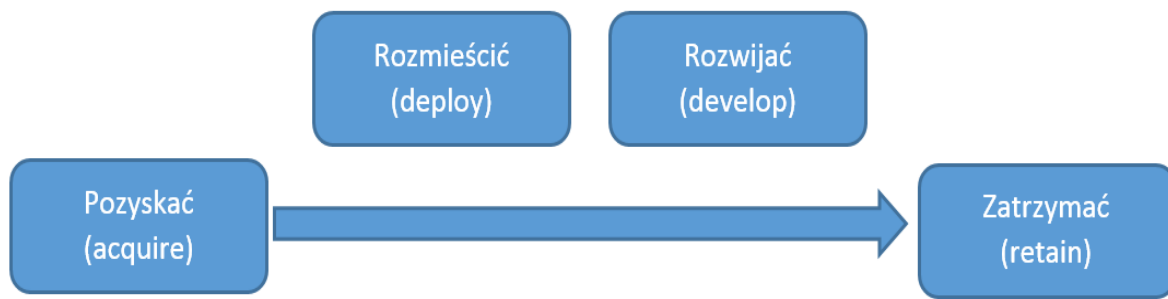 Rozmieścić
(deploy)
Rozwijać
(develop)
Pozyskać
(acquire)
Zatrzymać
(retain)